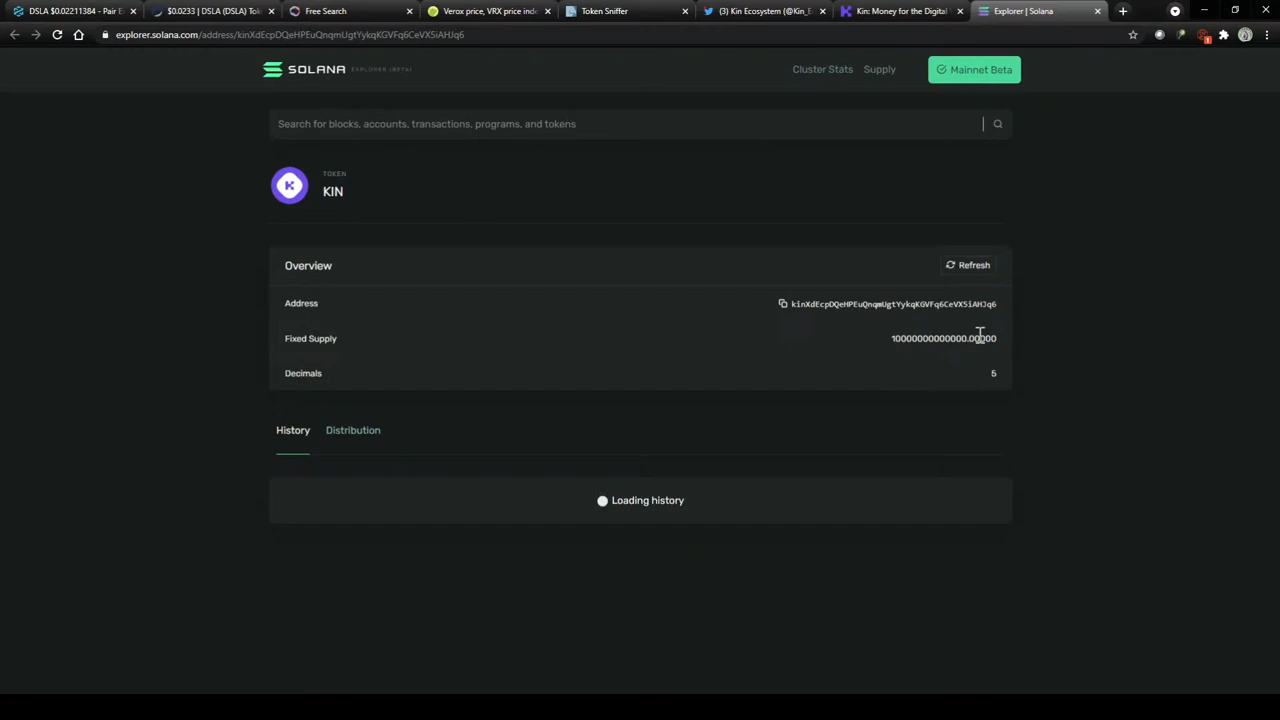 DSLA $0.02211384 - Pair E
$0.0233 | DSLA (DSLA) Tok
Free Search
Verox price, VRX price ind
Token Sniffer
(3) Kin Ecosystem (@Kin_E
Kin: Money for the Digital
Explorer | Solana
explorer.solana.com/address/kinXdEcpDQeHPEuQnqmUgtYykqKGVFq6CeVX5iAHJq6
1
SOLANA EXPLORER (BETA)
Cluster Stats
Supply
Mainnet Beta
Search for blocks, accounts, transactions, programs, and tokens
TOKEN
KIN
Overview
Refresh
Address
kinXdEcpDQeHPEuQnqmUgtYykqKGVFq6CeVX5iAHJq6
Fixed Supply
10000000000000.00000
Decimals
5
History
Distribution
Loading history